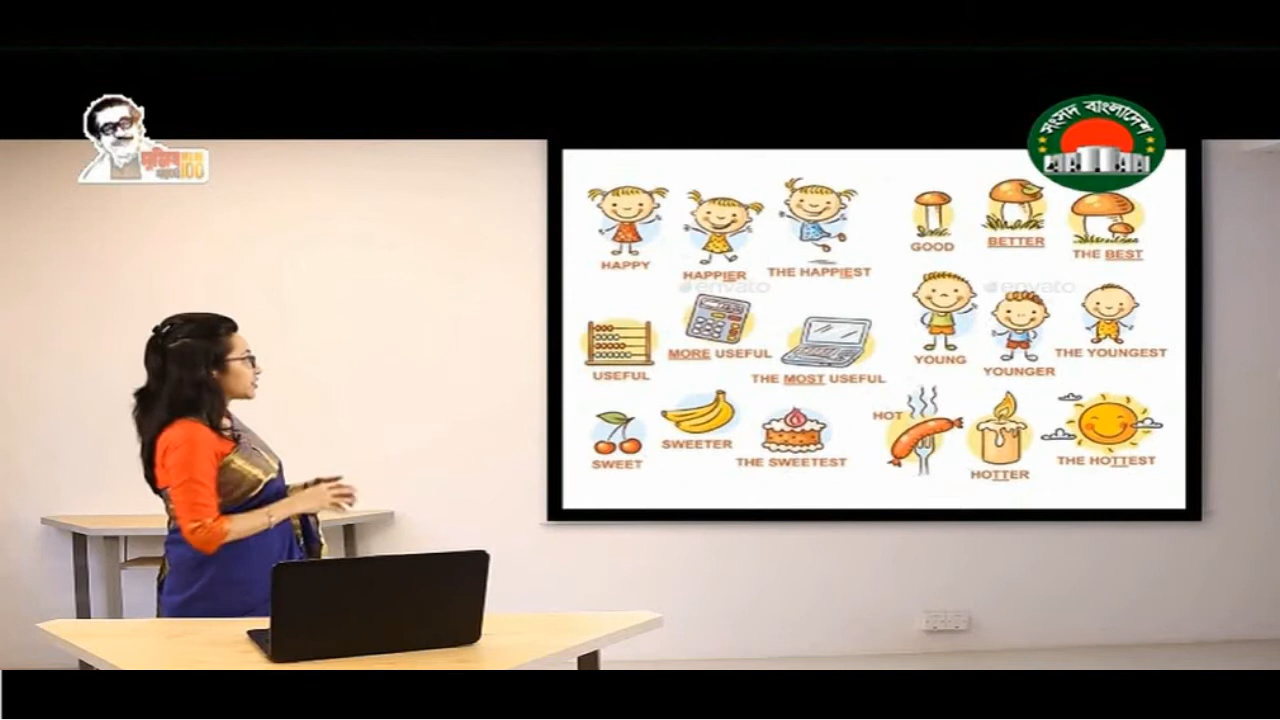 সংসদ বাংলাদেশ
100
HAPPY
HAPPIER
THE HAPPIEST
GOOD
BETTER
THE BEST
envato
envato
USEFUL
MORE USEFUL
THE MOST USEFUL
YOUNG
YOUNGER
THE YOUNGEST
SWEET
SWEETER
THE SWEETEST
HOT
HOTTER
THE HOTTEST